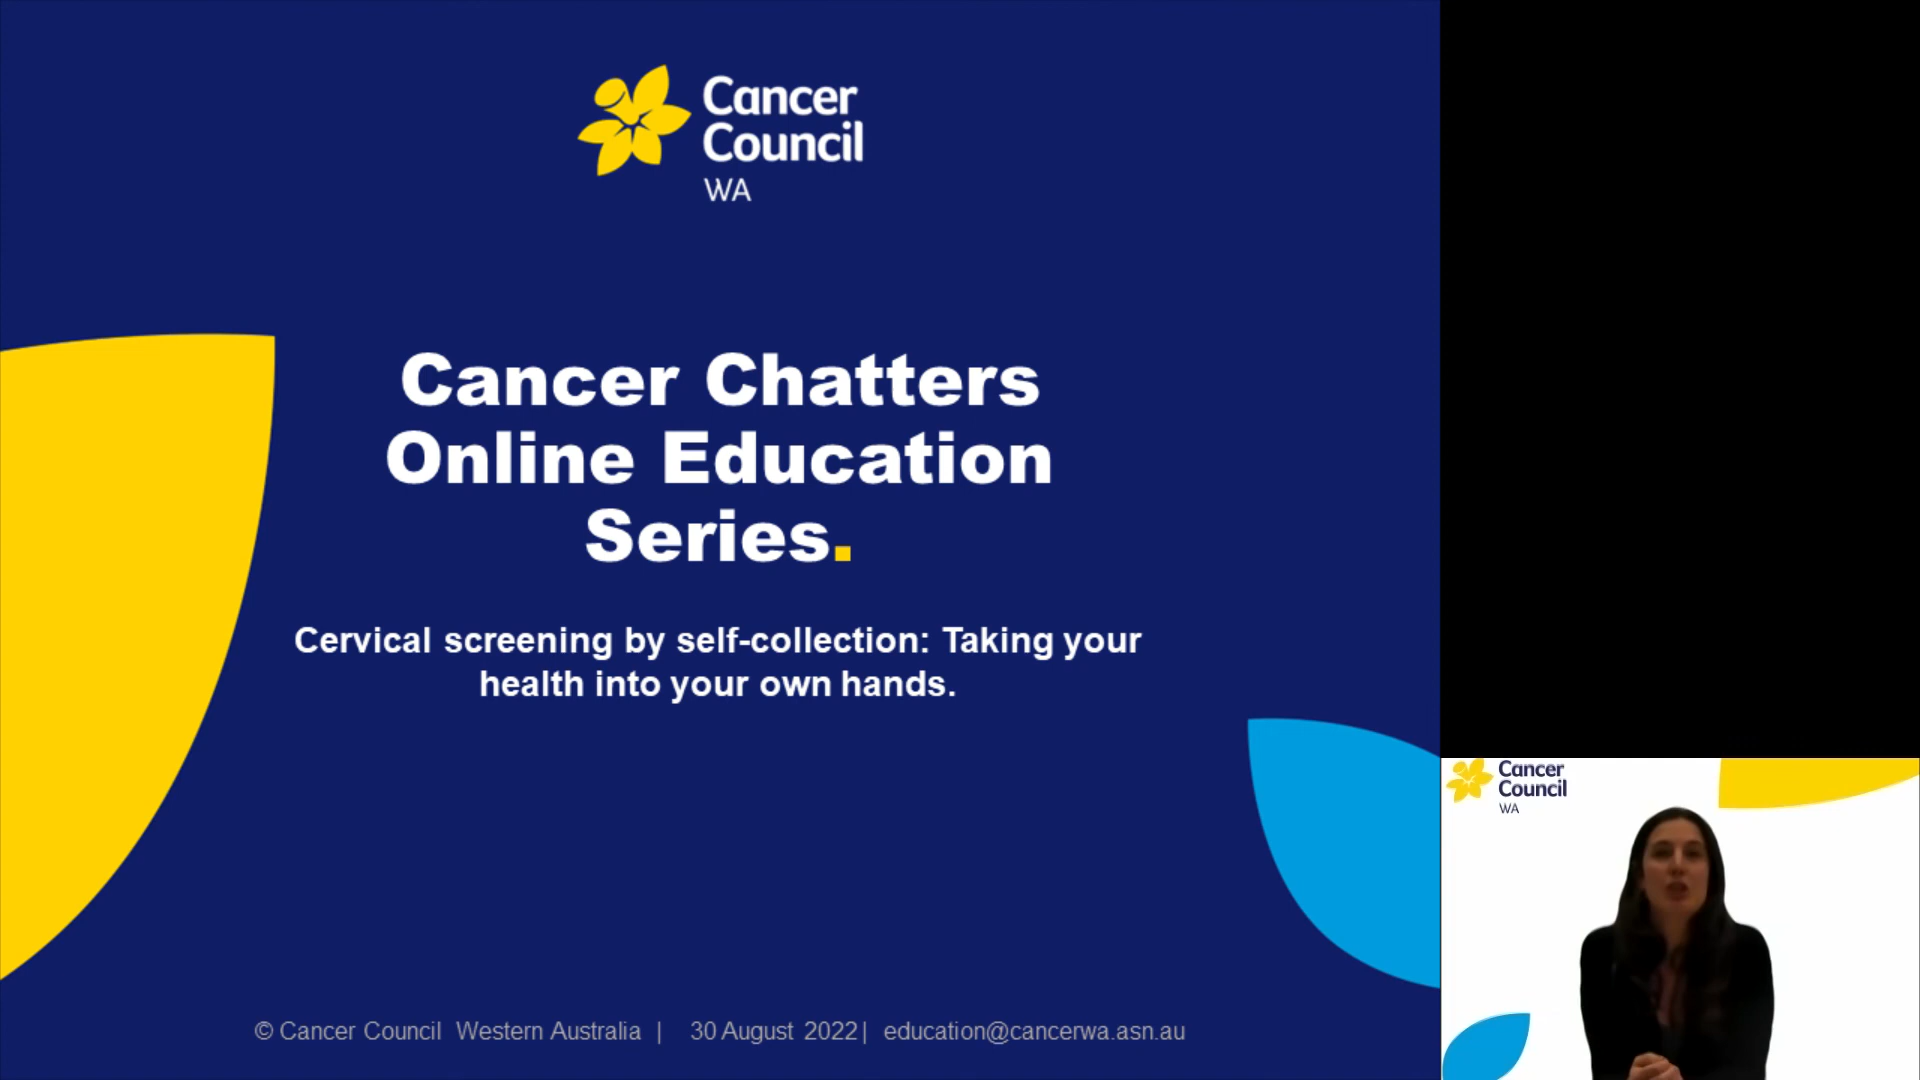 Cancer
Council
WA
Cancer Chatters
Online Education
Series.
Cervical screening by self-collection: Taking your
health into your own hands.
© Cancer Council Western Australia | 30 August 2022 | education@cancerwa.asn.au
Cancer
Council
WA